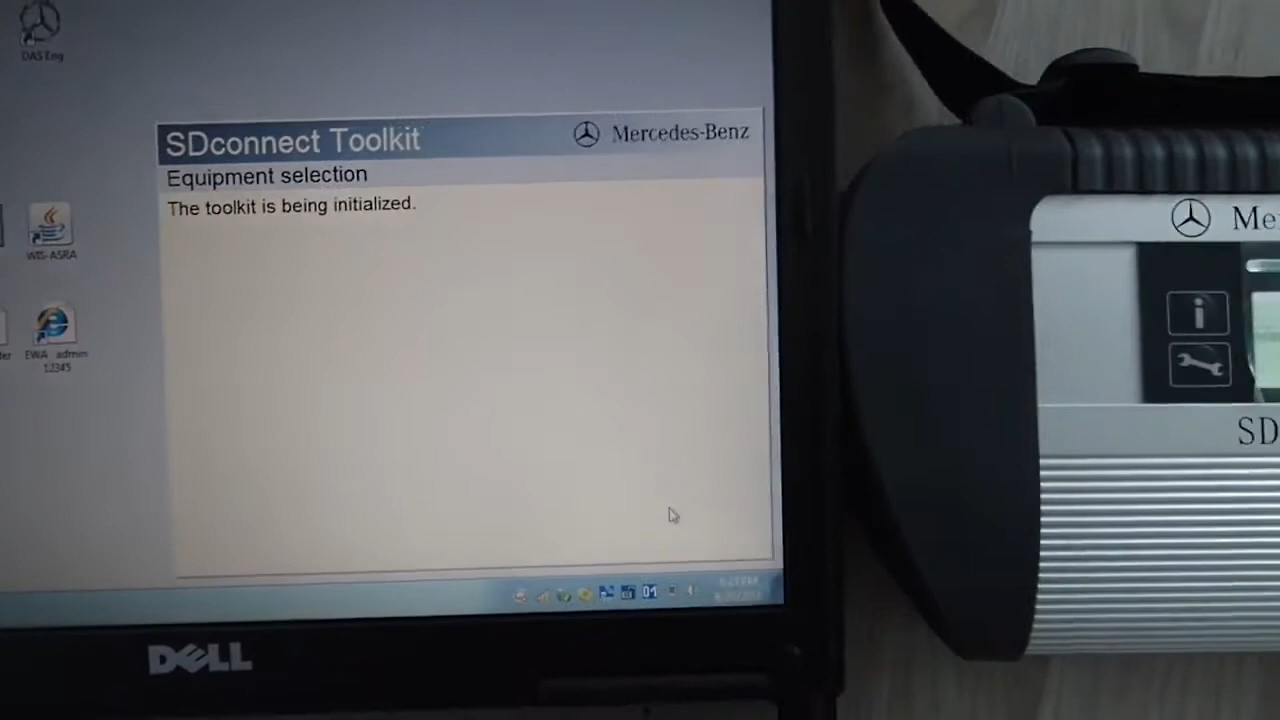 DAS Eng
SDconnect Toolkit
Mercedes-Benz
Equipment selection
The toolkit is being initialized.
WIS-ASRA
EWA admin
12345
DELL
i
SD